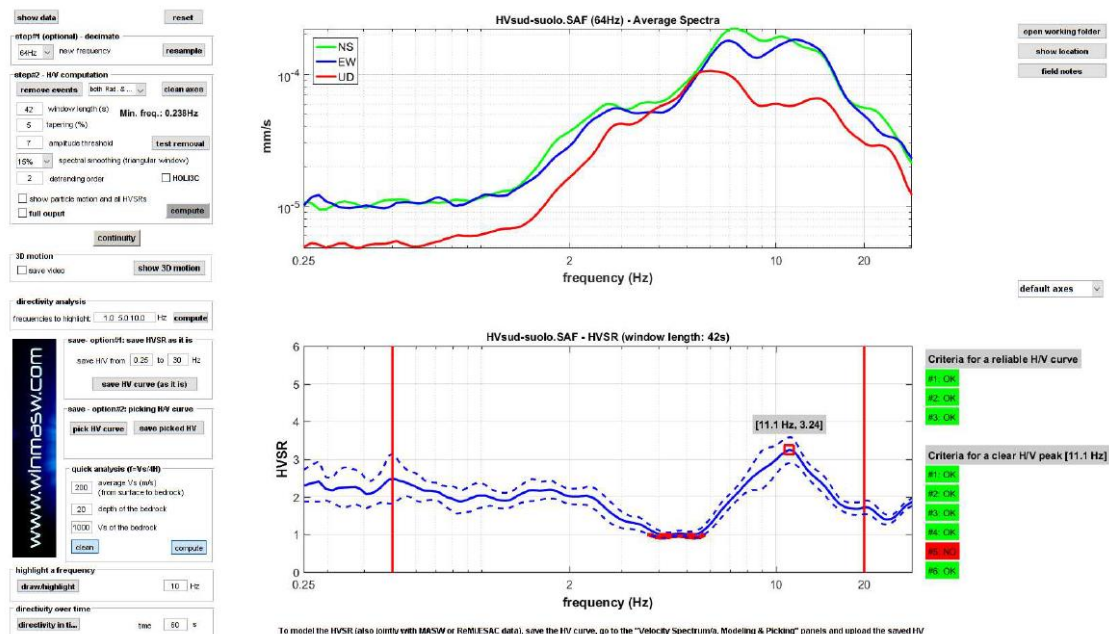 show data
reset
step#1 (optional) - decimate
64Hz
new frequency
resample
step#2 - H/V computation
remove events
both Rad. & ...
clean axes
42
window length (s)
Min. freq.: 0.238Hz
5
tapering (%)
7
amplitude threshold
test removal
15%
spectral smoothing (triangular window)
2
detrending order
HOLI3C
show particle motion and all HVSRs
full ouput
compute
continuity
3D motion
save video
show 3D motion
directivity analysis
frequencies to highlight
1.0 5.0 10.0
Hz
compute
www.winmasw.com
save- option#1: save HVSR as it is
save H/V from
0.25
to
30
Hz
save HV curve (as it is)
save - option#2: picking H/V curve
pick HV curve
save picked HV
quick analysis (f=Vs/4H)
200
average Vs (m/s)
(from surface to bedrock)
20
depth of the bedrock
1000
Vs of the bedrock
clean
compute
highlight a frequency
draw/highlight
10
Hz
directivity over time
directivity in ti...
time
60
s
HVsud-suolo.SAF (64Hz) - Average Spectra
NS
EW
UD
10-4
10-5
mm/s
0.25
2
10
20
frequency (Hz)
HVsud-suolo.SAF - HVSR (window length: 42s)
6
5
4
3
2
1
0
HVSR
[11.1 Hz, 3.24]
0.25
2
10
20
frequency (Hz)
To model the HVSR (also jointly with MASW or ReMi/ESAC data), save the HV curve, go to the "Velocity Spectrum/a, Modeling & Picking" panels and upload the saved HV
open working folder
show location
field notes
default axes
Criteria for a reliable H/V curve
#1: OK
#2: OK
#3: OK
Criteria for a clear H/V peak [11.1 Hz]
#1: OK
#2: OK
#3: OK
#4: OK
#5: NO
#6: OK